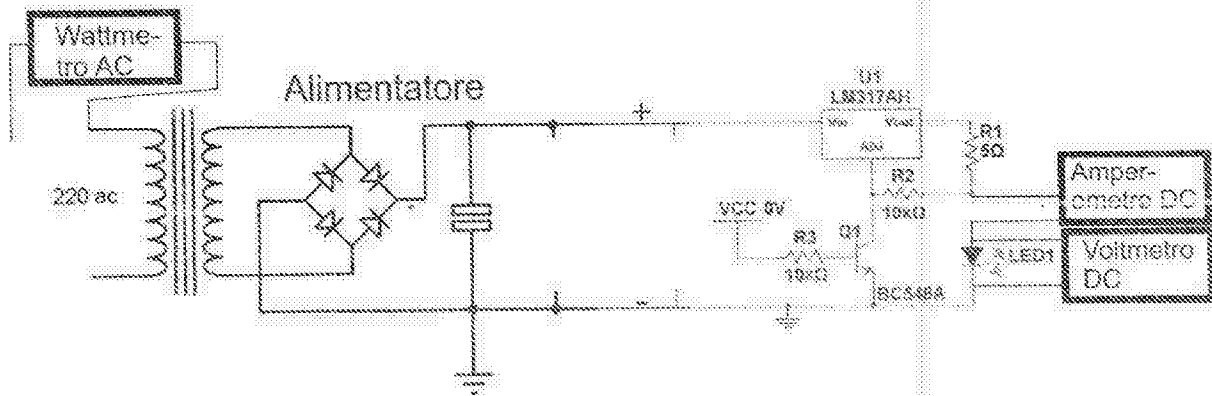 Wattme-
tro AC
Alimentatore
220 ac
+
-
U1
LM317AH
Vin
Vout
ADJ
R1
5Ω
R2
10kΩ
VCC 0V
R3
10kΩ
Q1
BC546A
LED1
Amper-
ometro DC
Voltmetro
DC